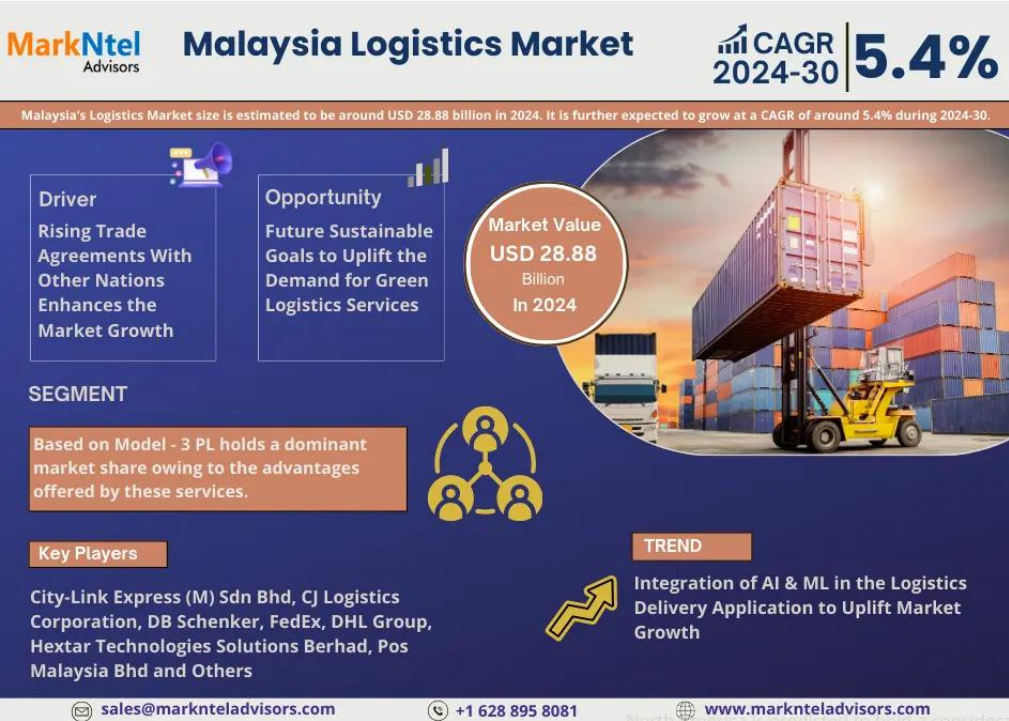 MarkNtel
Advisors
Malaysia Logistics Market
CAGR
2024-30
5.4%
Malaysia's Logistics Market size is estimated to be around USD 28.88 billion in 2024. It is further expected to grow at a CAGR of around 5.4% during 2024-30.
Driver
Rising Trade
Agreements With
Other Nations
Enhances the
Market Growth
Opportunity
Future Sustainable
Goals to Uplift the
Demand for Green
Logistics Services
Market Value
USD 28.88
Billion
In 2024
SEGMENT
Based on Model - 3 PL holds a dominant
market share owing to the advantages
offered by these services.
Key Players
City-Link Express (M) Sdn Bhd, CJ Logistics
Corporation, DB Schenker, FedEx, DHL Group,
Hextar Technologies Solutions Berhad, Pos
Malaysia Bhd and Others
TREND
Integration of AI & ML in the Logistics
Delivery Application to Uplift Market
Growth
sales@marknteladvisors.com
+1 628 895 8081
www.marknteladvisors.com